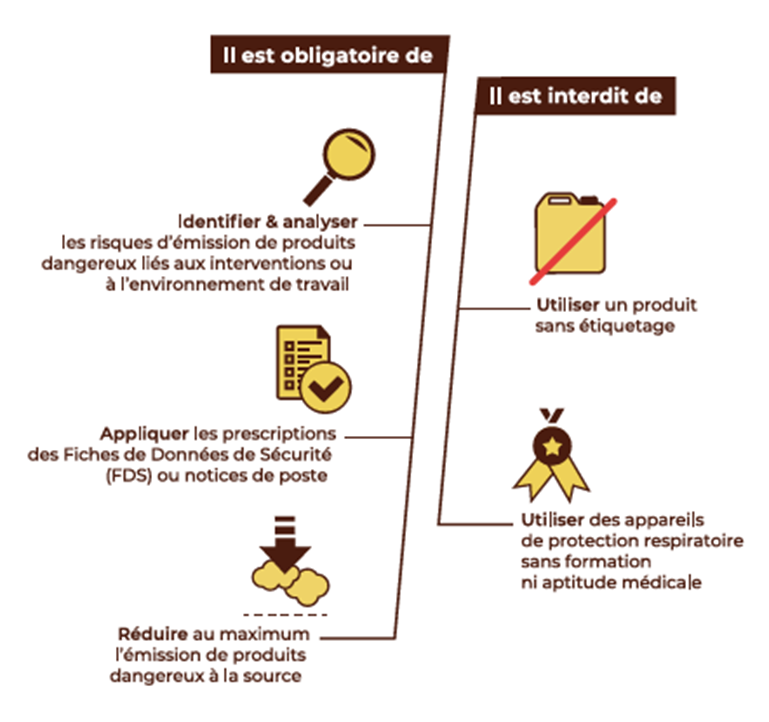 Il est obligatoire de
Identifier & analyser
les risques d'émission de produits
dangereux liés aux interventions ou
à l'environnement de travail
Appliquer les prescriptions
des Fiches de Données de Sécurité
(FDS) ou notices de poste
Réduire au maximum
l'émission de produits
dangereux à la source
Il est interdit de
Utiliser un produit
sans étiquetage
Utiliser des appareils
de protection respiratoire
sans formation
ni aptitude médicale